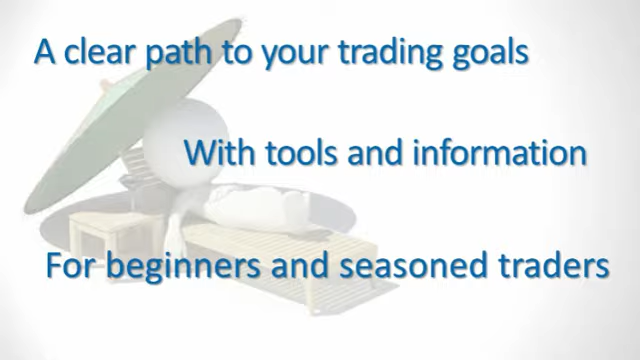 A clear path to your trading goals
With tools and information
For beginners and seasoned traders